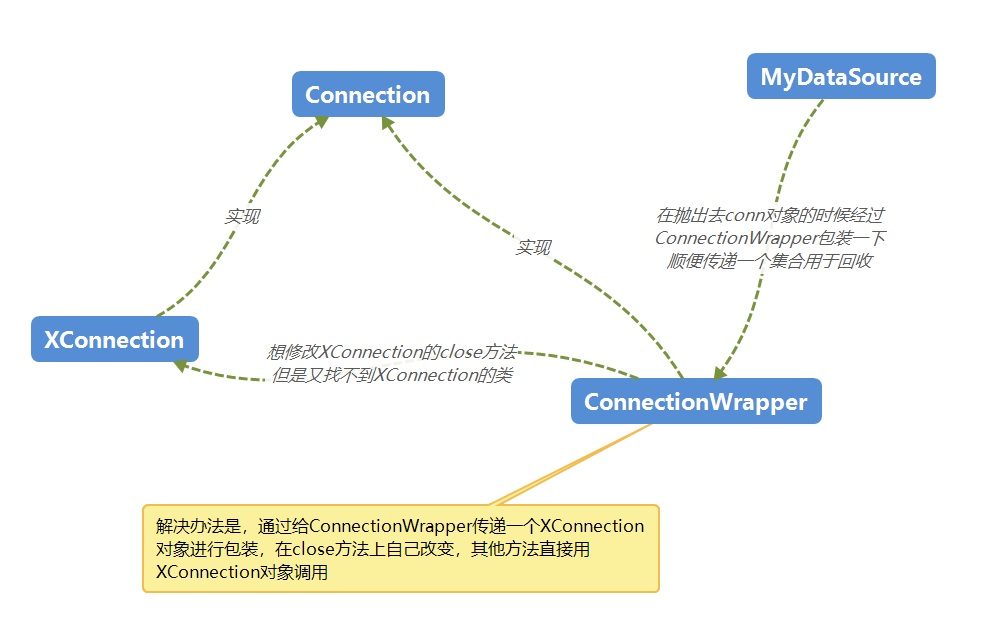 MyDataSource
Connection
实现
在抛出去conn对象的时候经过
ConnectionWrapper包装一下
顺便传递一个集合用于回收
实现
XConnection
想修改XConnection的close方法
但是又找不到XConnection的类
ConnectionWrapper
解决办法是，通过给ConnectionWrapper传递一个XConnection
对象进行包装，在close方法上自己改变，其他方法直接用
XConnection对象调用